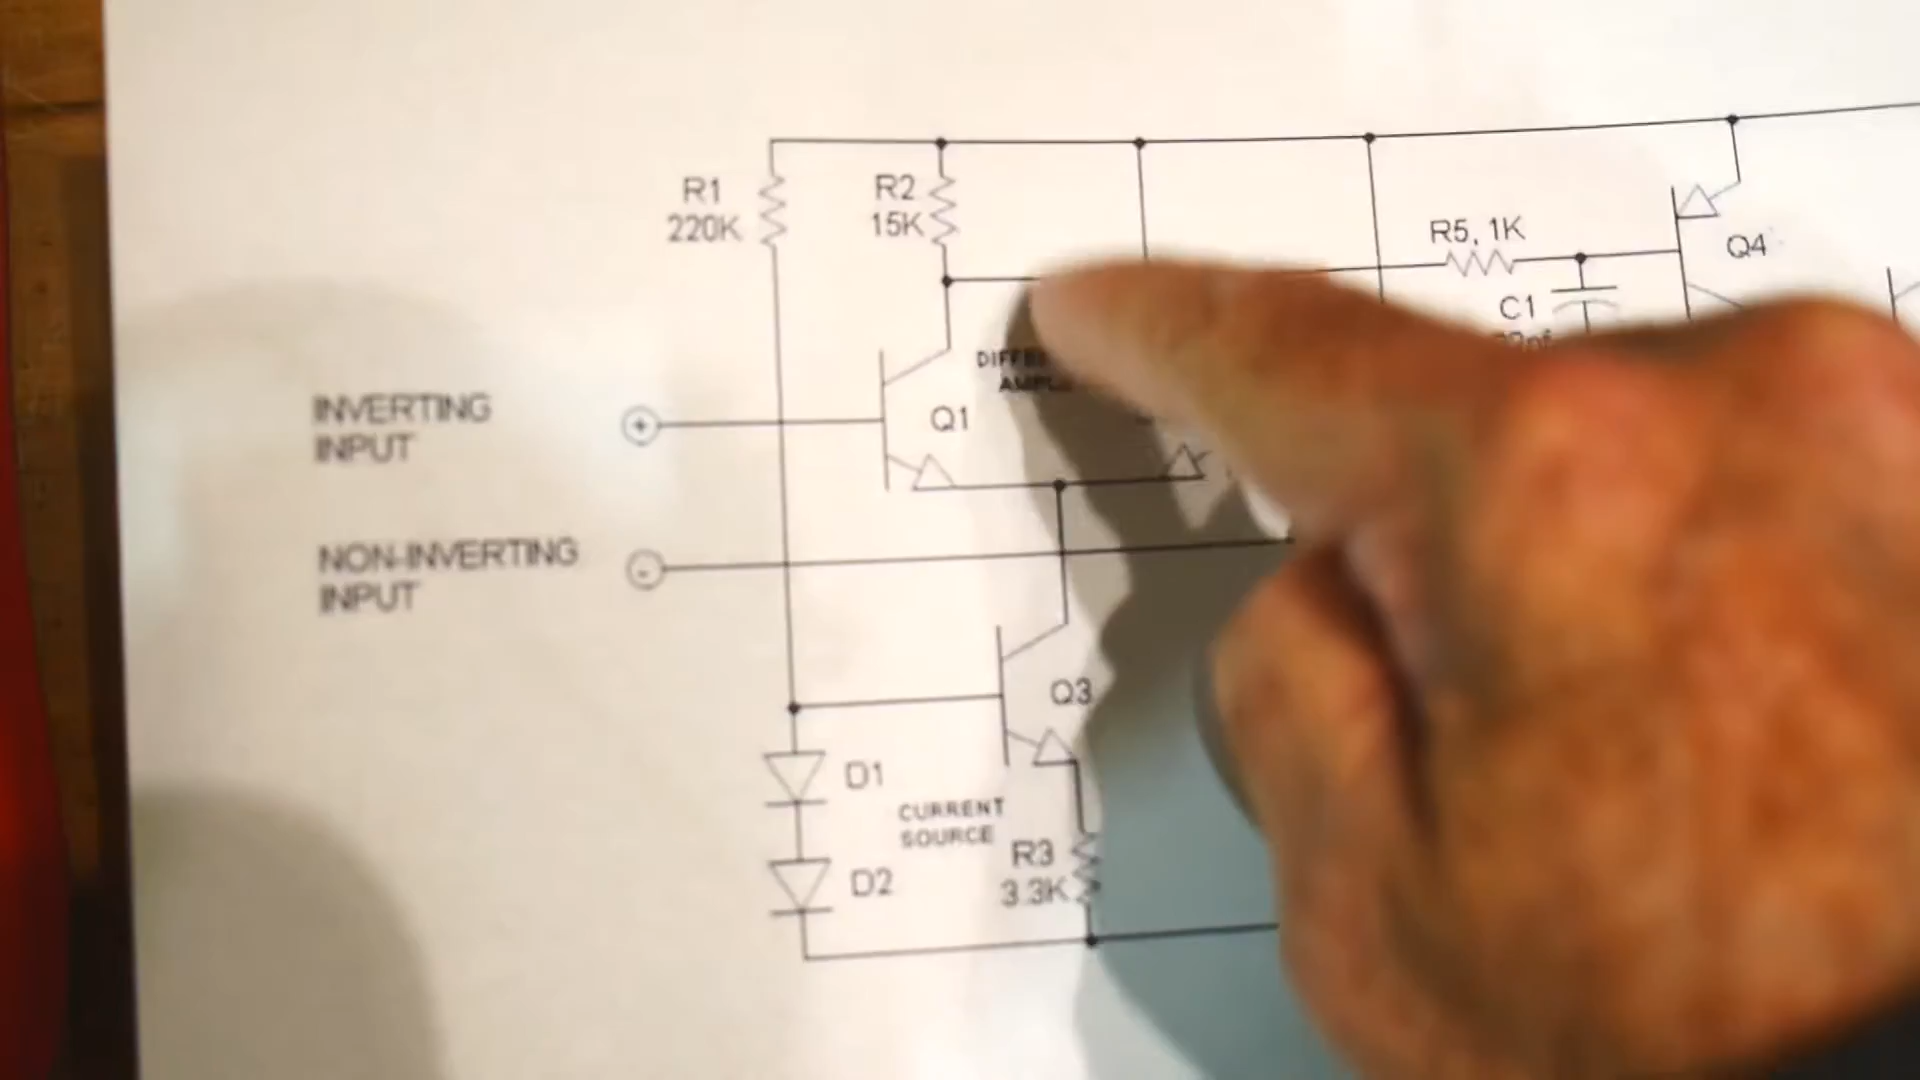 R1
220K
R2
15K
R5, 1K
Q4
C1
INVERTING
INPUT
+
Q1
NON-INVERTING
INPUT
-
Q3
D1
CURRENT
SOURCE
D2
R3
3.3K